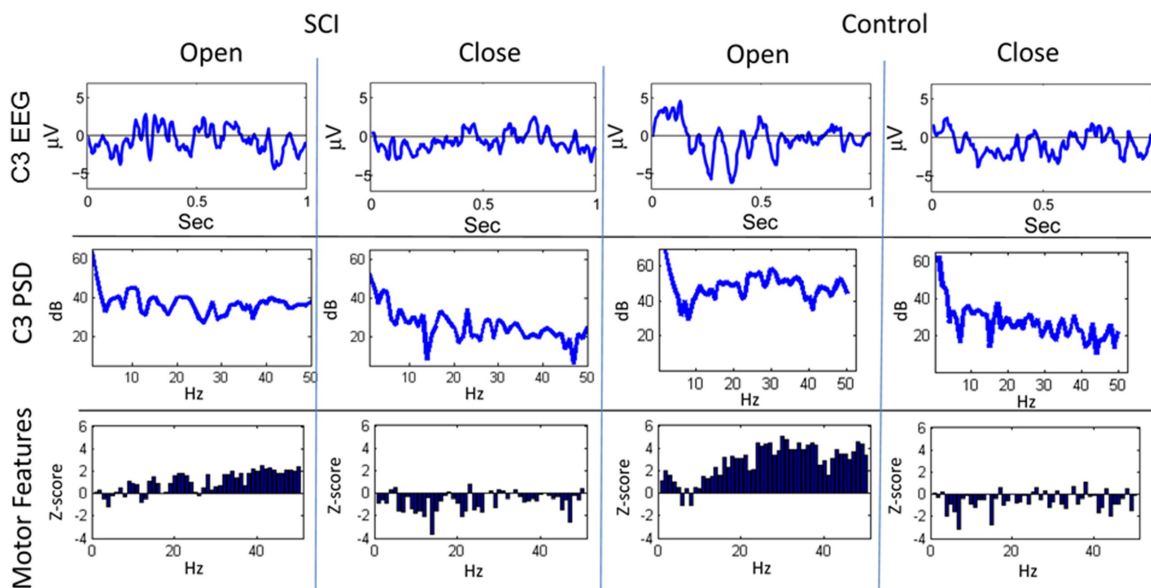 SCI Control
Open Close Open Close
C3 EEG
µV 5 0 −5 0 0.5 1 Sec
µV 5 0 −5 0 0.5 1 Sec
µV 5 0 −5 0 0.5 1 Sec
µV 5 0 −5 0.5 1 Sec
C3 PSD
dB 60 40 20 10 20 30 40 50 Hz
dB 60 40 20 10 20 30 40 50 Hz
dB 60 40 20 10 20 30 40 50 Hz
dB 60 40 20 10 20 30 40 50 Hz
Motor Features
Z-score 6 4 2 0 -2 -4 0 20 40 Hz
Z-score 6 4 2 0 -2 -4 0 20 40 Hz
Z-score 6 4 2 0 -2 -4 0 20 40 Hz
Z-score 6 4 2 0 -2 -4 0 20 40 Hz